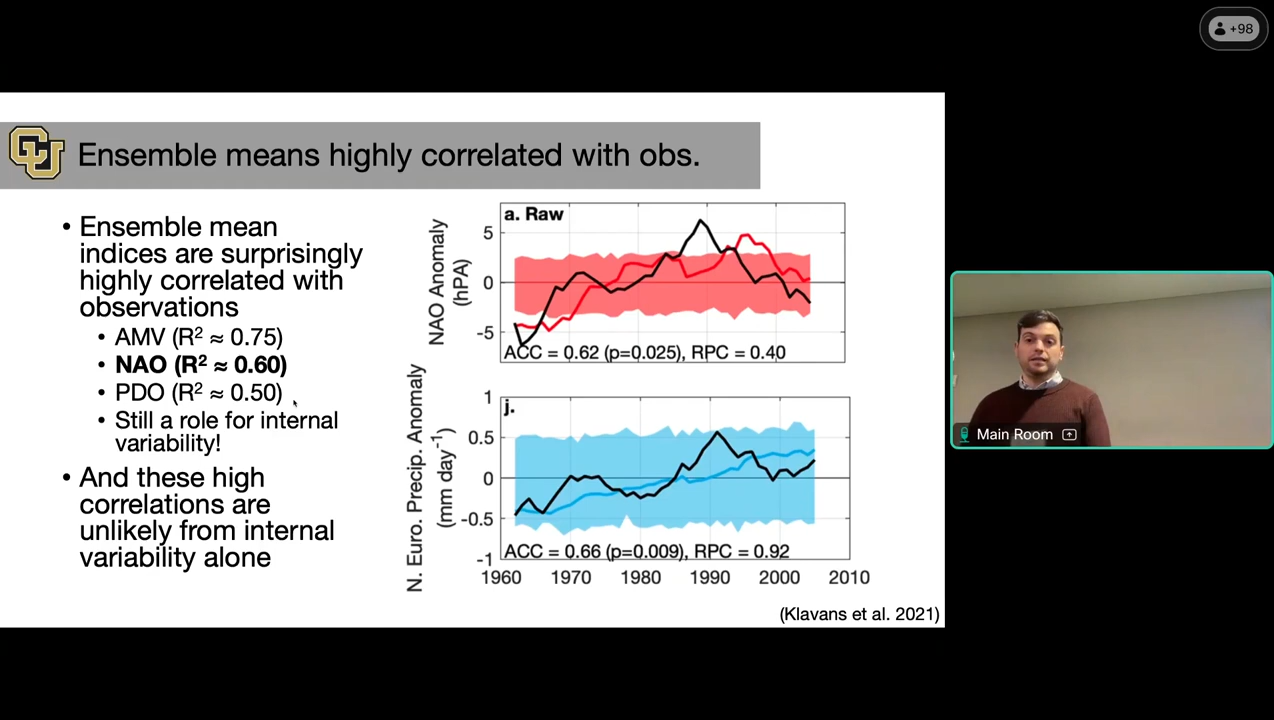 +98
CU
Ensemble means highly correlated with obs.
• Ensemble mean
indices are surprisingly
highly correlated with
observations
• AMV (R² ≈ 0.75)
• NAO (R² ≈ 0.60)
• PDO (R² ≈ 0.50)
• Still a role for internal
variability!
• And these high
correlations are
unlikely from internal
variability alone
a. Raw
NAO Anomaly
(hPA)
5
0
-5
ACC = 0.62 (p=0.025), RPC = 0.40
j.
N. Euro. Precip. Anomaly
(mm day⁻¹)
1
0.5
0
-0.5
-1
ACC = 0.66 (p=0.009), RPC = 0.92
1960 1970 1980 1990 2000 2010
(Klavans et al. 2021)
Main Room